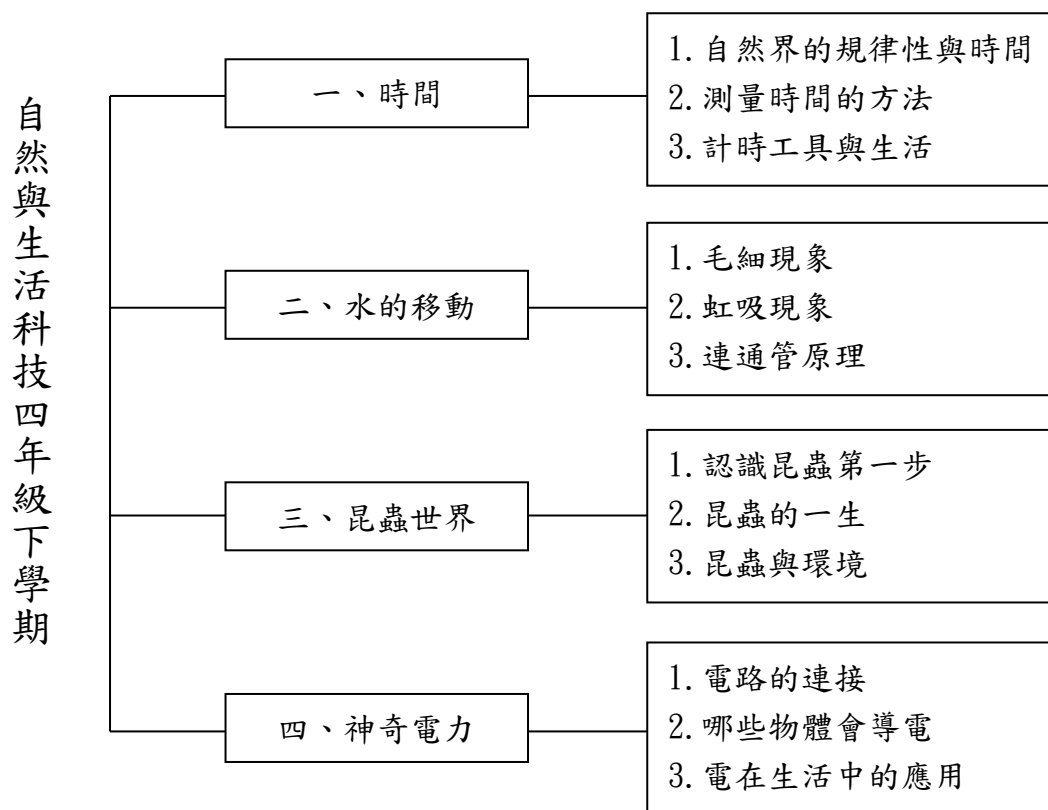 自然與生活科技四年級下學期
一、時間
1.自然界的規律性與時間
2.測量時間的方法
3.計時工具與生活
二、水的移動
1.毛細現象
2.虹吸現象
3.連通管原理
三、昆蟲世界
1.認識昆蟲第一步
2.昆蟲的一生
3.昆蟲與環境
四、神奇電力
1.電路的連接
2.哪些物體會導電
3.電在生活中的應用